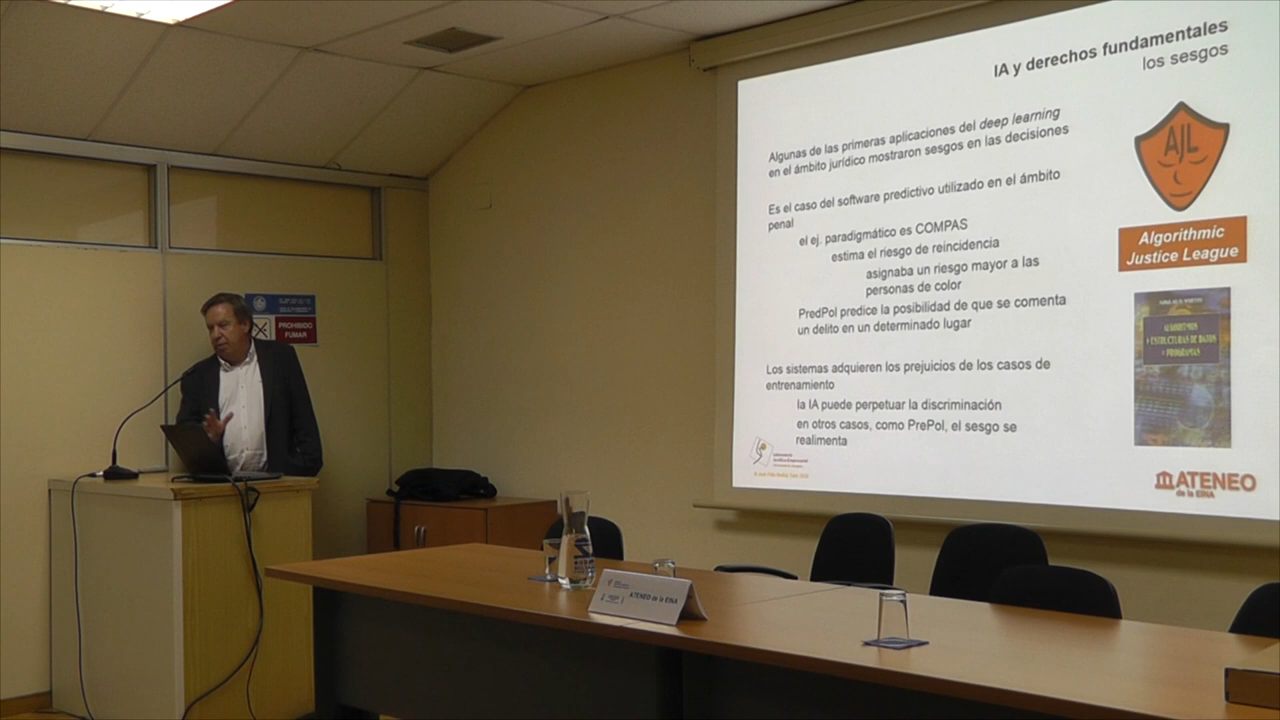 IA y derechos fundamentales
los sesgos
Algunas de las primeras aplicaciones del deep learning
en el ámbito jurídico mostraron sesgos en las decisiones
Es el caso del software predictivo utilizado en el ámbito
penal
el ej. paradigmático es COMPAS
estima el riesgo de reincidencia
asignaba un riesgo mayor a las
personas de color
PredPol predice la posibilidad de que se comenta
un delito en un determinado lugar
Los sistemas adquieren los prejuicios de los casos de
entrenamiento
la IA puede perpetuar la discriminación
en otros casos, como PrePol, el sesgo se
realimenta
AJL
Algorithmic
Justice League
ALGORITMOS
+ ESTRUCTURAS DE DATOS
= PROGRAMAS
ATENEO
de la EINA
PROHIBIDO
FUMAR
ATENEO de la EINA